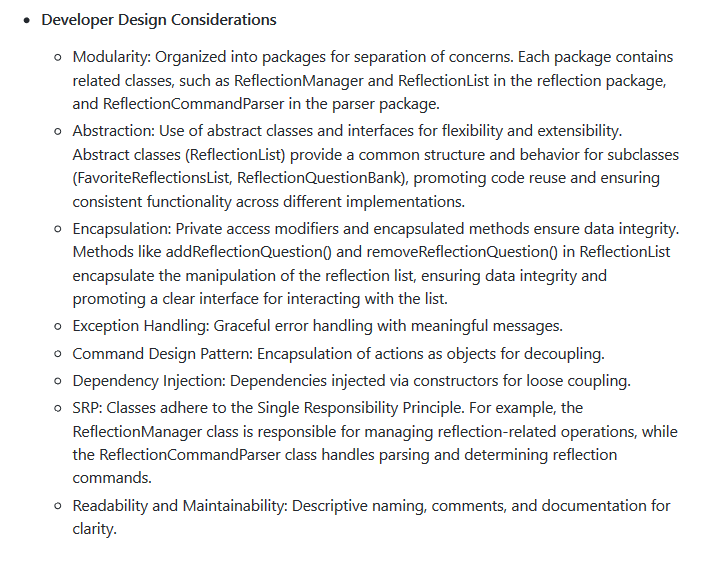 Developer Design Considerations
Modularity: Organized into packages for separation of concerns. Each package contains
related classes, such as ReflectionManager and ReflectionList in the reflection package,
and ReflectionCommandParser in the parser package.
Abstraction: Use of abstract classes and interfaces for flexibility and extensibility.
Abstract classes (ReflectionList) provide a common structure and behavior for subclasses
(FavoriteReflectionsList, ReflectionQuestionBank), promoting code reuse and ensuring
consistent functionality across different implementations.
Encapsulation: Private access modifiers and encapsulated methods ensure data integrity.
Methods like addReflectionQuestion() and removeReflectionQuestion() in ReflectionList
encapsulate the manipulation of the reflection list, ensuring data integrity and
promoting a clear interface for interacting with the list.
Exception Handling: Graceful error handling with meaningful messages.
Command Design Pattern: Encapsulation of actions as objects for decoupling.
Dependency Injection: Dependencies injected via constructors for loose coupling.
SRP: Classes adhere to the Single Responsibility Principle. For example, the
ReflectionManager class is responsible for managing reflection-related operations, while
the ReflectionCommandParser class handles parsing and determining reflection
commands.
Readability and Maintainability: Descriptive naming, comments, and documentation for
clarity.